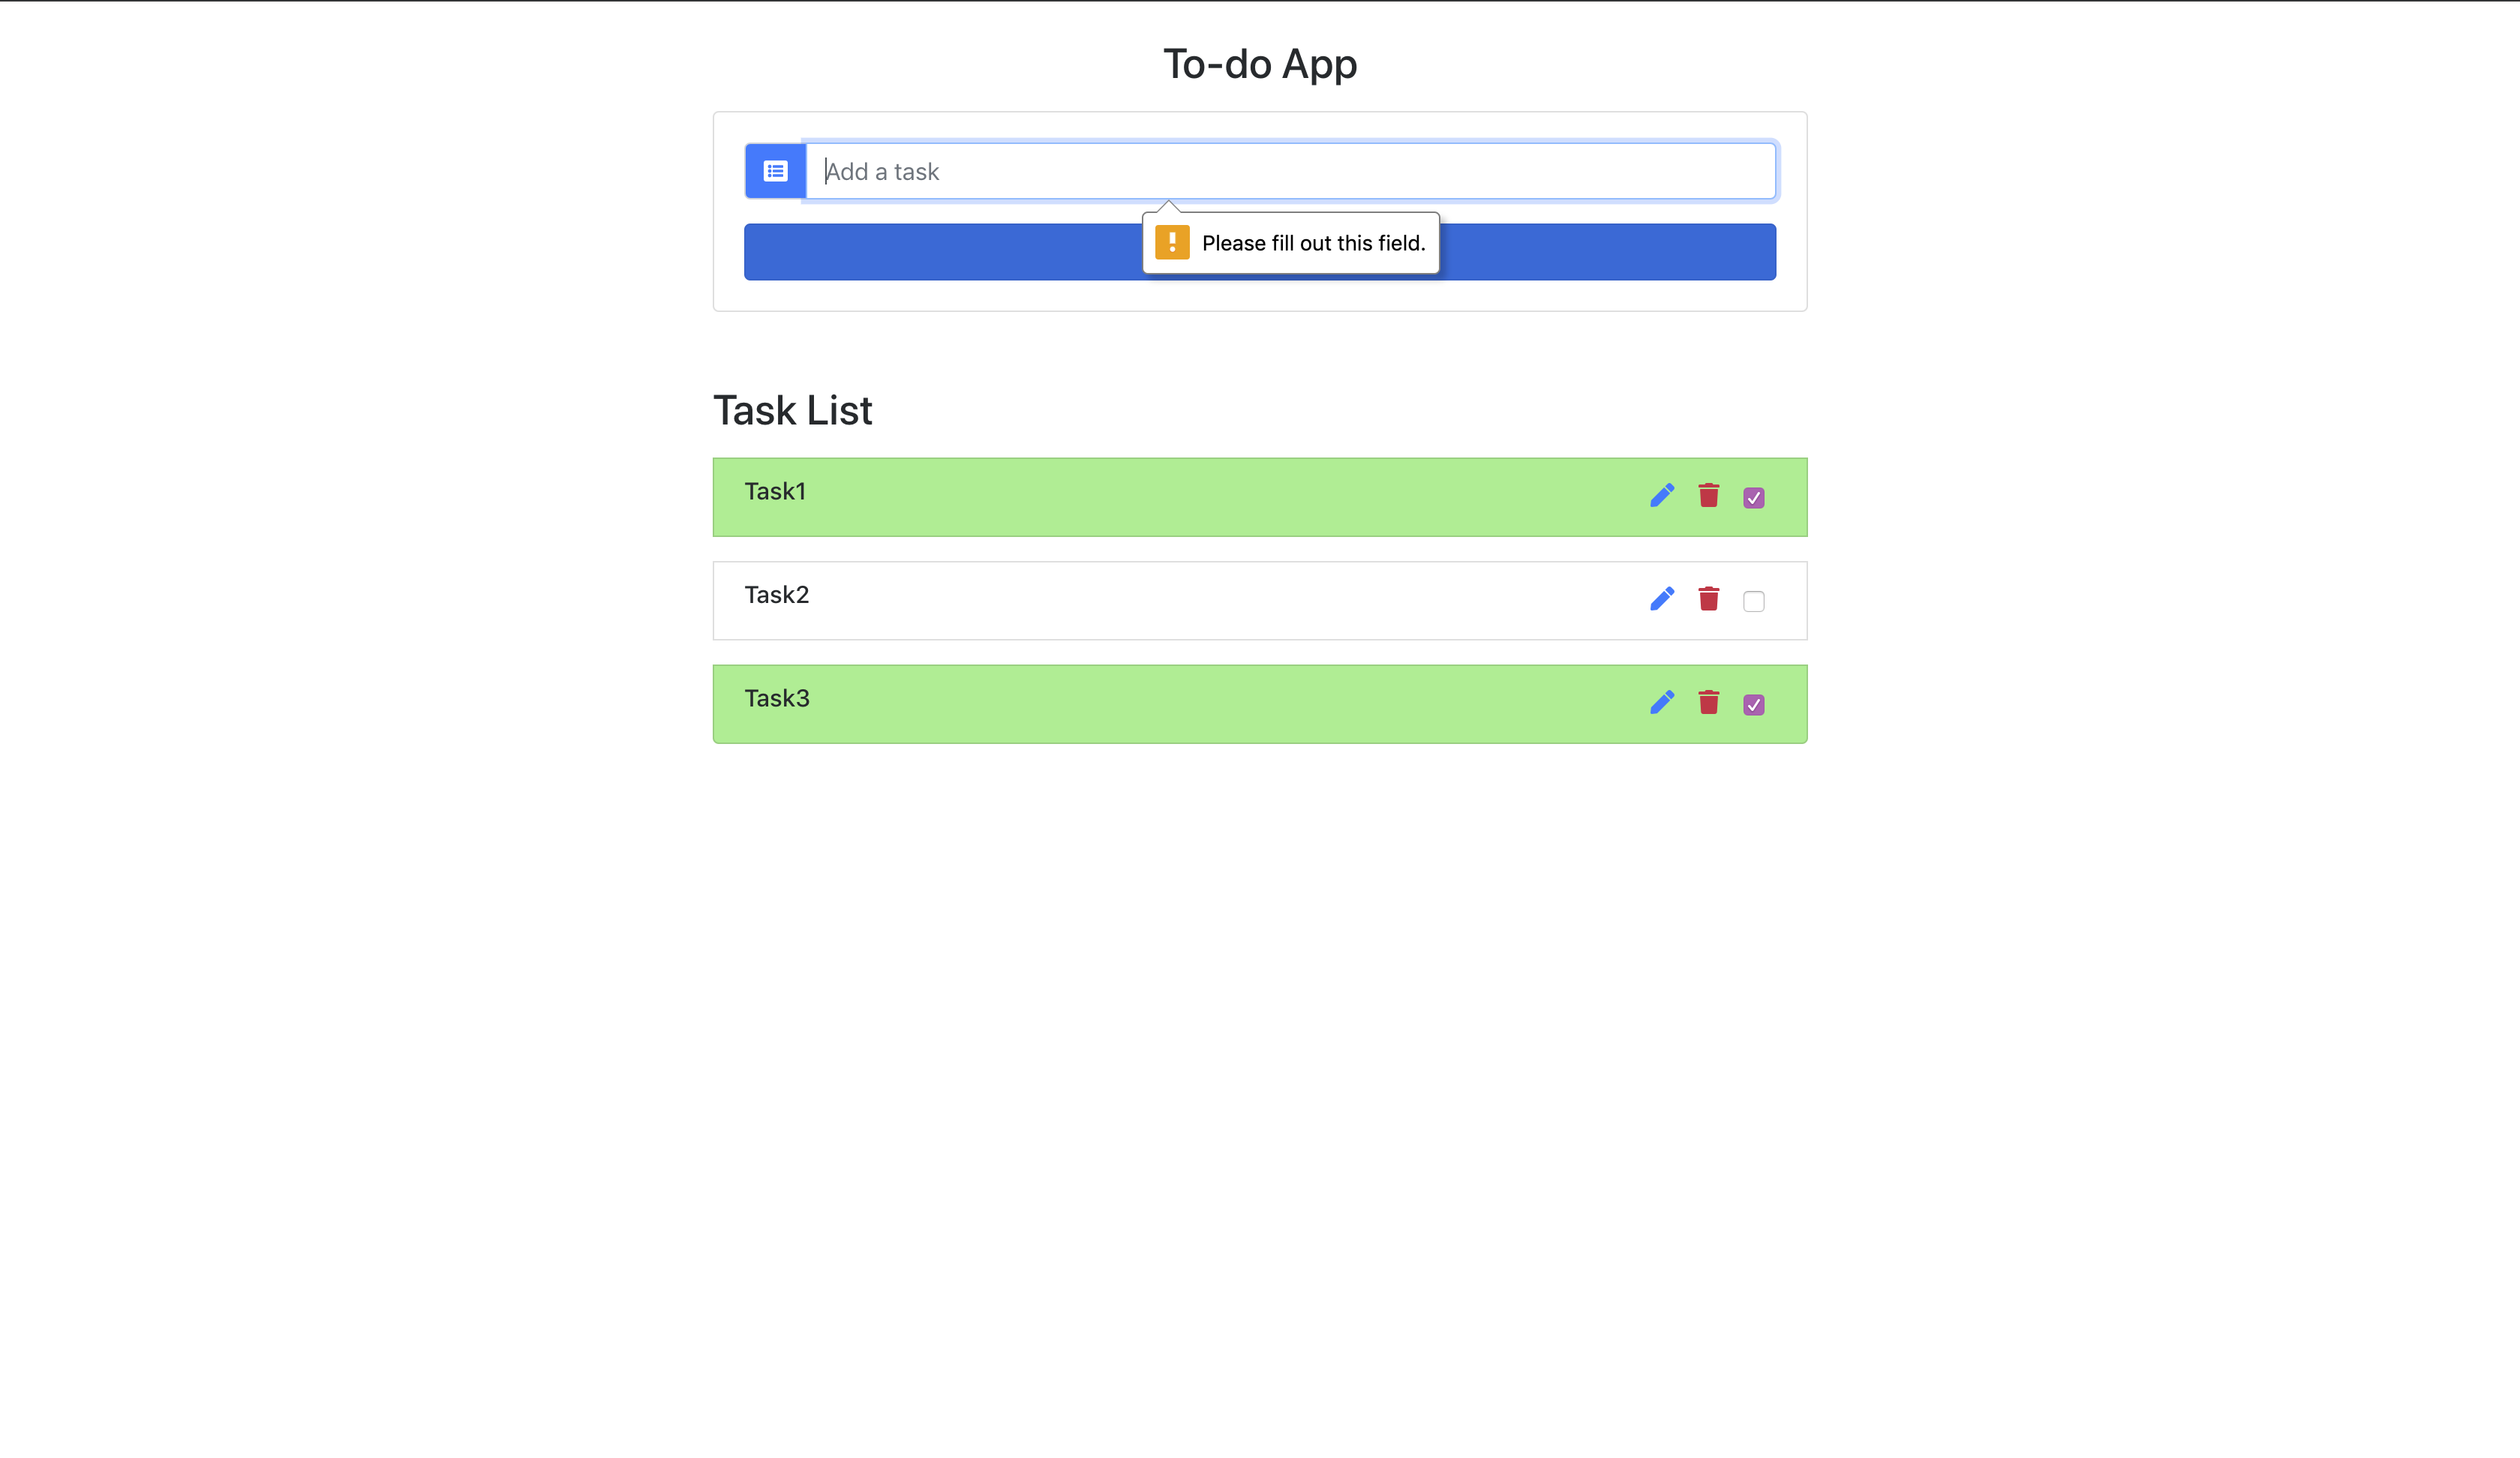 To-do App
Add a task
Please fill out this field.
Task List
Task1
Task2
Task3